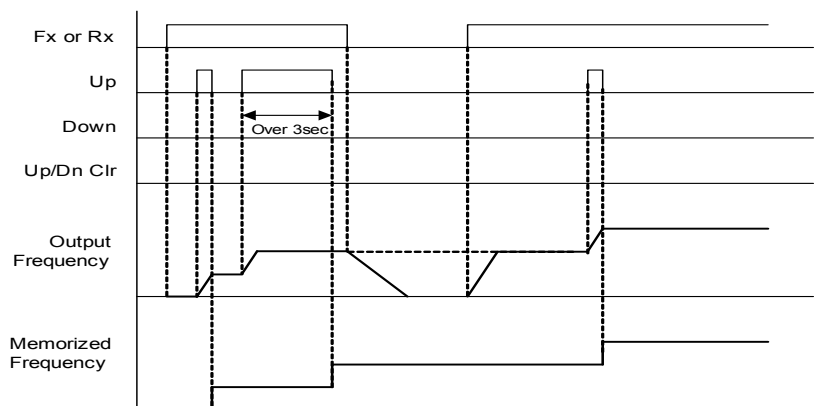 Fx or Rx
Up
Over 3sec
Down
Up/Dn Clr
Output
Frequency
Memorized
Frequency